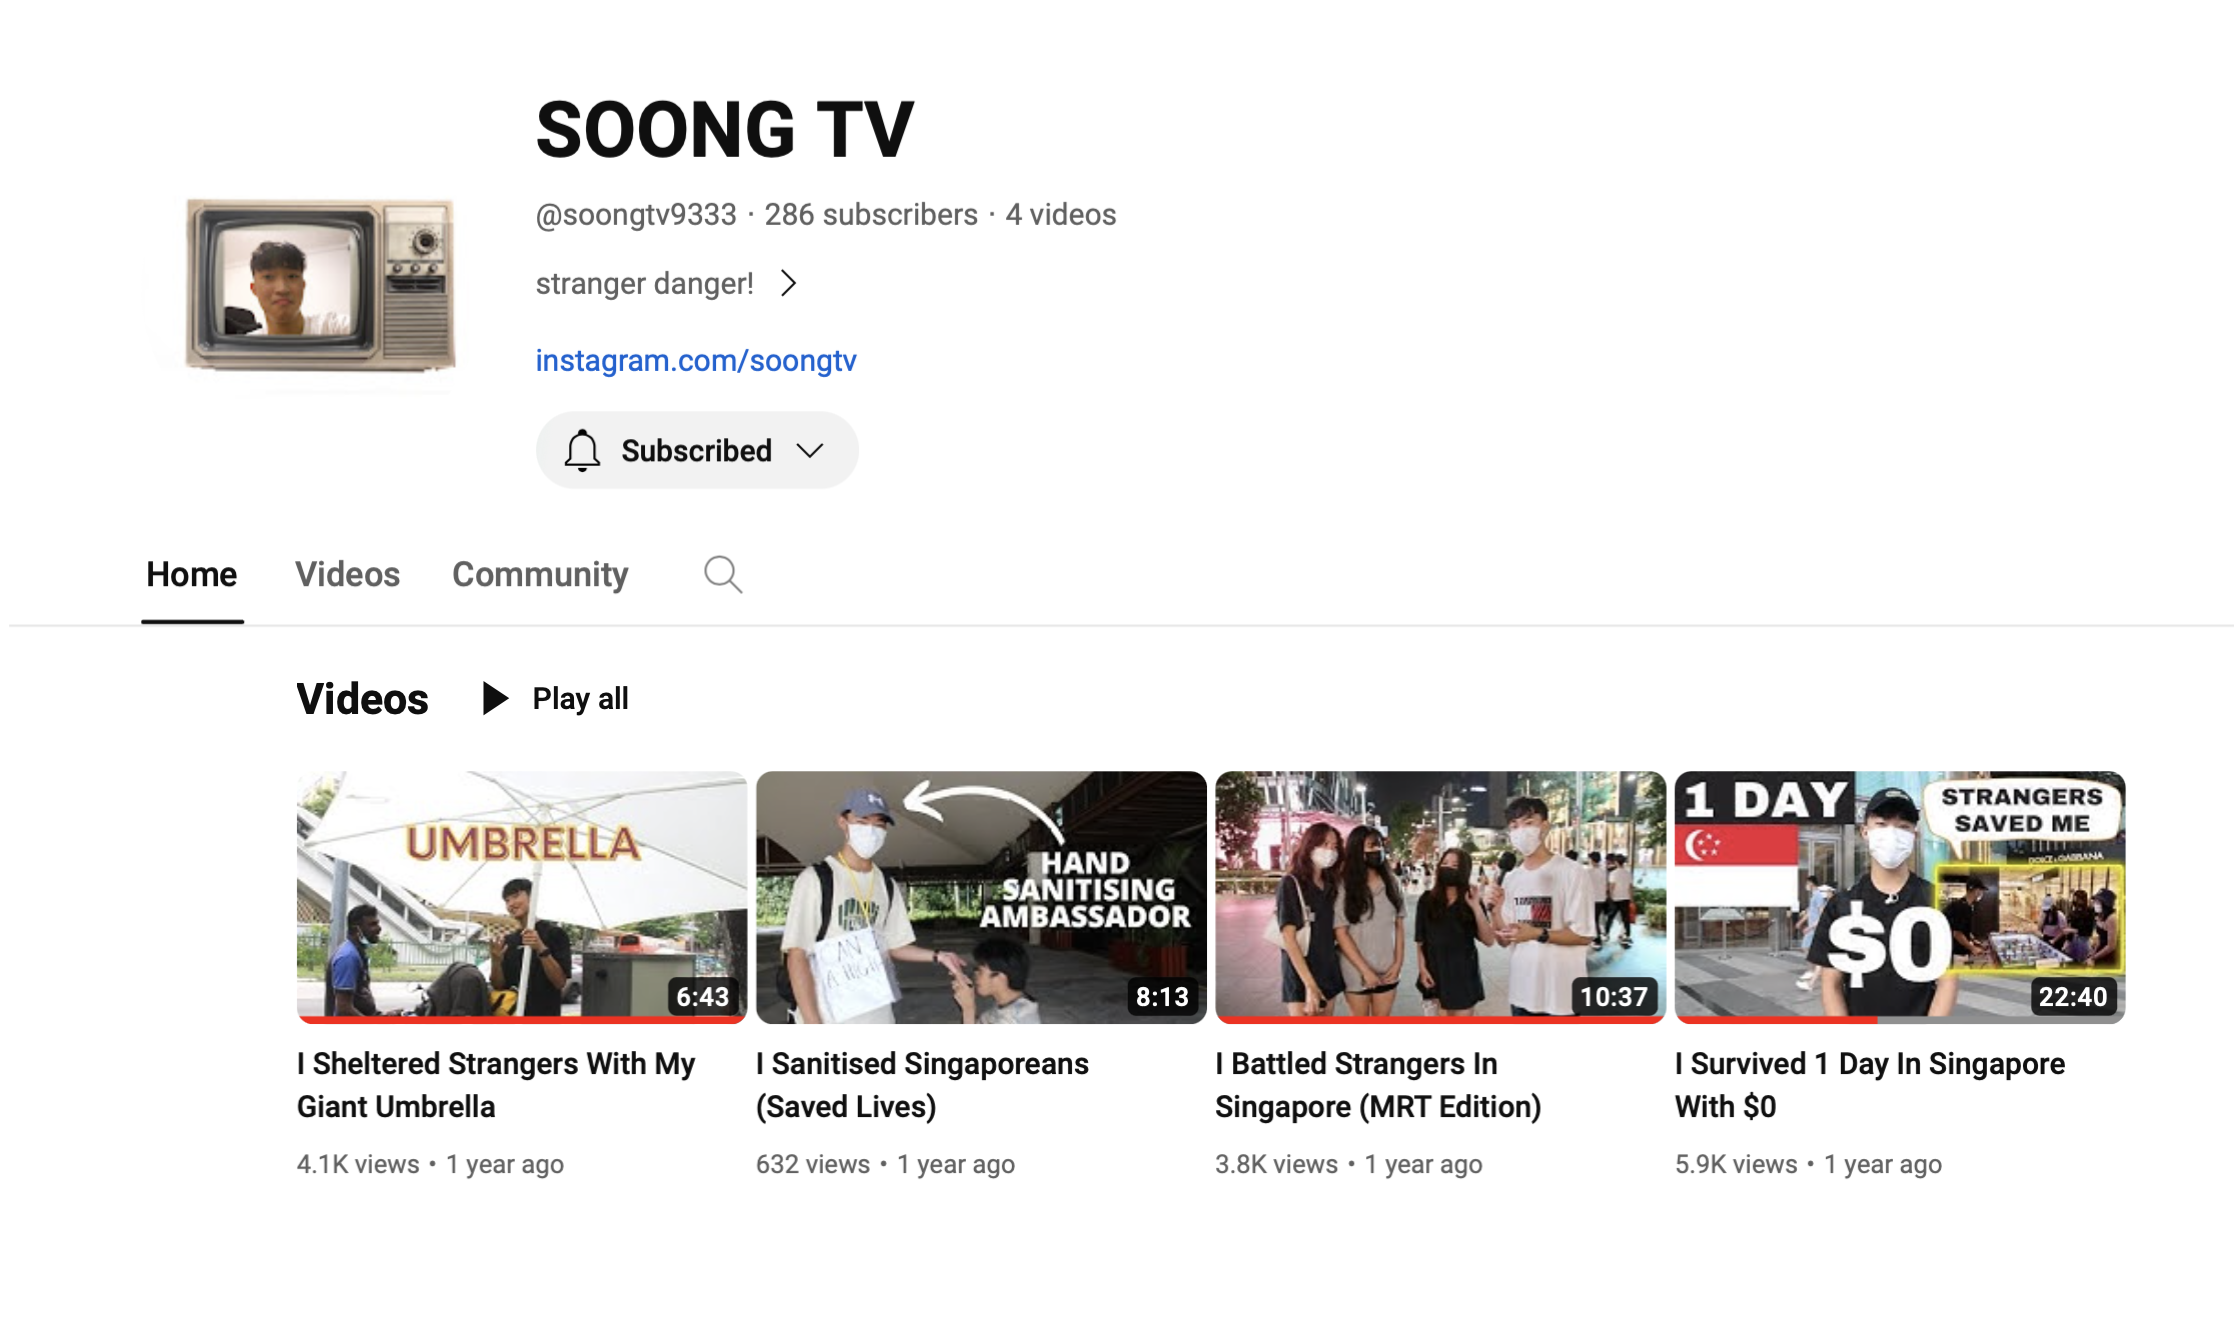 SOONG TV
@soongtv9333 · 286 subscribers · 4 videos
stranger danger!
instagram.com/soongtv
Subscribed
Home Videos Community
Videos Play all
UMBRELLA
6:43
HAND
SANITISING
AMBASSADOR
8:13
10:37
1 DAY
STRANGERS
SAVED ME
DOLCE & GABBANA
$0
22:40
I Sheltered Strangers With My
Giant Umbrella
4.1K views • 1 year ago
I Sanitised Singaporeans
(Saved Lives)
632 views • 1 year ago
I Battled Strangers In
Singapore (MRT Edition)
3.8K views • 1 year ago
I Survived 1 Day In Singapore
With $0
5.9K views • 1 year ago